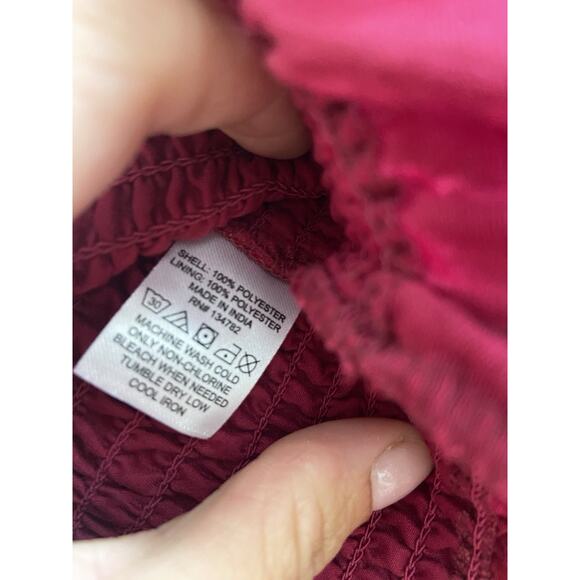 SHELL: 100% POLYESTER
LINING: 100% POLYESTER
MADE IN INDIA
RN# 134782
30
MACHINE WASH COLD
ONLY NON-CHLORINE
BLEACH WHEN NEEDED
TUMBLE DRY LOW
COOL IRON